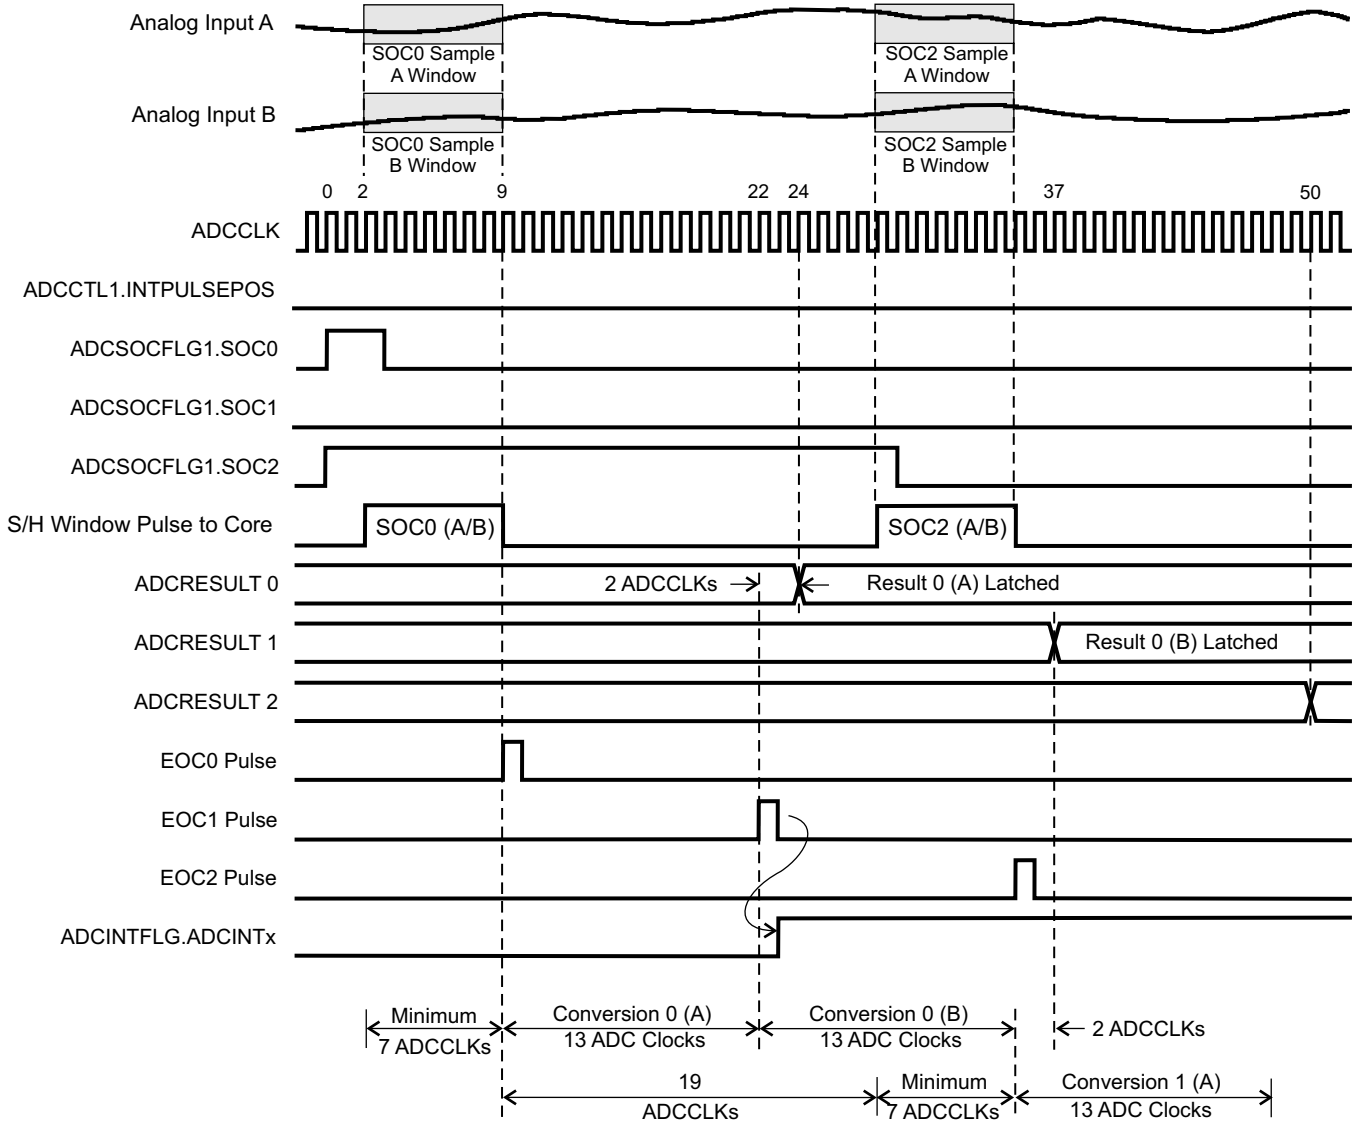 Analog Input A
SOC0 Sample
A Window
SOC2 Sample
A Window
Analog Input B
SOC0 Sample
B Window
SOC2 Sample
B Window
0 2 9 22 24 37 50
ADCCLK
ADCCTL1.INTPULSEPOS
ADCSOCFLG1.SOC0
ADCSOCFLG1.SOC1
ADCSOCFLG1.SOC2
S/H Window Pulse to Core
SOC0 (A/B)
SOC2 (A/B)
ADCRESULT 0
2 ADCCLKs
Result 0 (A) Latched
ADCRESULT 1
Result 0 (B) Latched
ADCRESULT 2
EOC0 Pulse
EOC1 Pulse
EOC2 Pulse
ADCINTFLG.ADCINTx
Minimum
7 ADCCLKs
Conversion 0 (A)
13 ADC Clocks
Conversion 0 (B)
13 ADC Clocks
2 ADCCLKs
19
ADCCLKs
Minimum
7 ADCCLKs
Conversion 1 (A)
13 ADC Clocks